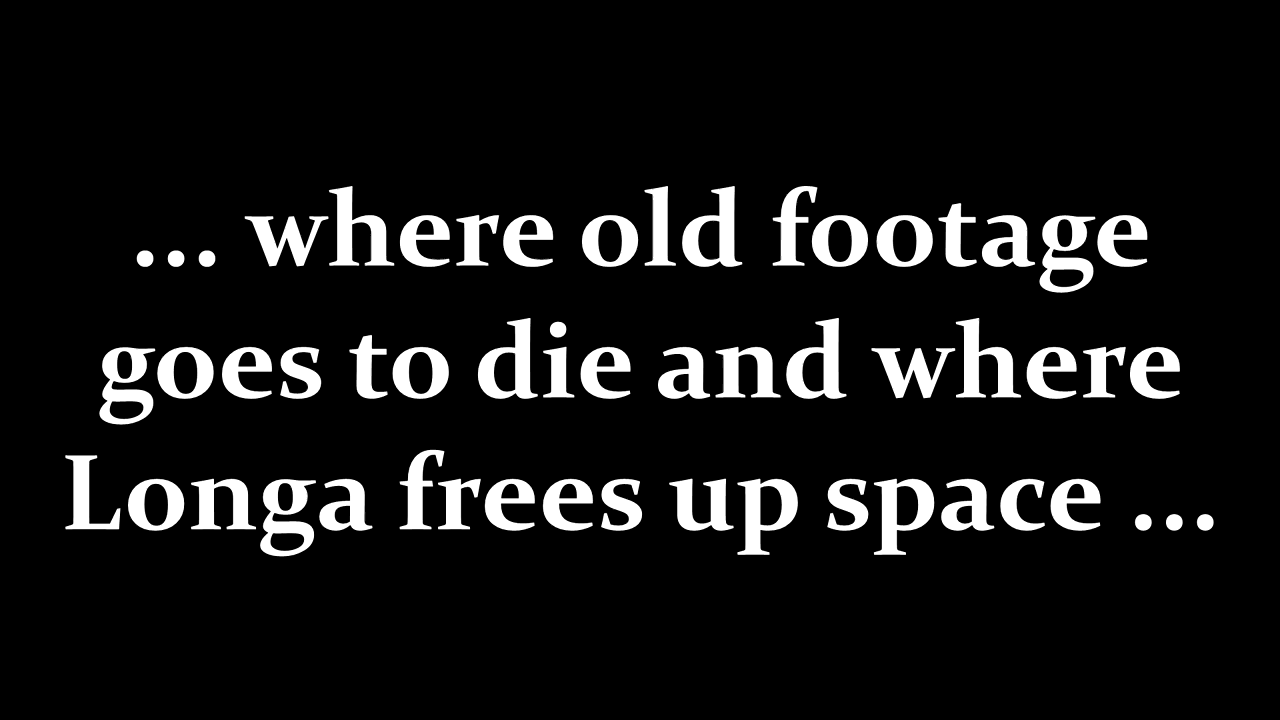 ... where old footage
goes to die and where
Longa frees up space ...